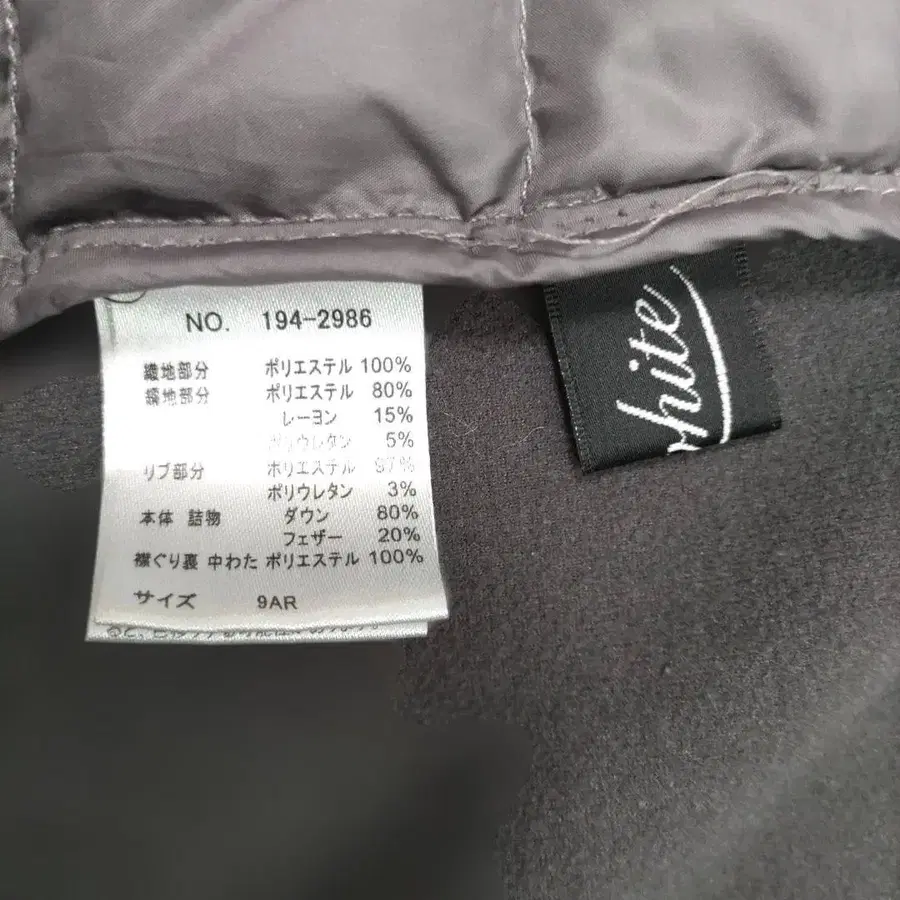 NO. 194-2986
織地部分 ポリエステル 100%
編地部分 ポリエステル 80%
レーヨン 15%
ポリウレタン 5%
リブ部分 ポリエステル 97%
ポリウレタン 3%
本体 詰物 ダウン 80%
フェザー 20%
襟ぐり裏 中わた ポリエステル 100%
サイズ 9AR
hite